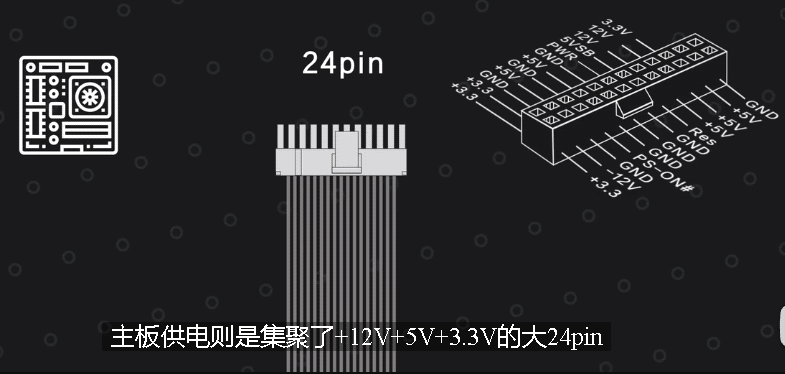 24pin
+3.3
+3.3
GND
+5V
GND
+5V
GND
PWR
5VSB
12V
12V
3.3V
+3.3
-12V
GND
PS-ON#
GND
GND
GND
Res
+5V
+5V
+5V
GND
主板供电则是集聚了+12V+5V+3.3V的大24pin